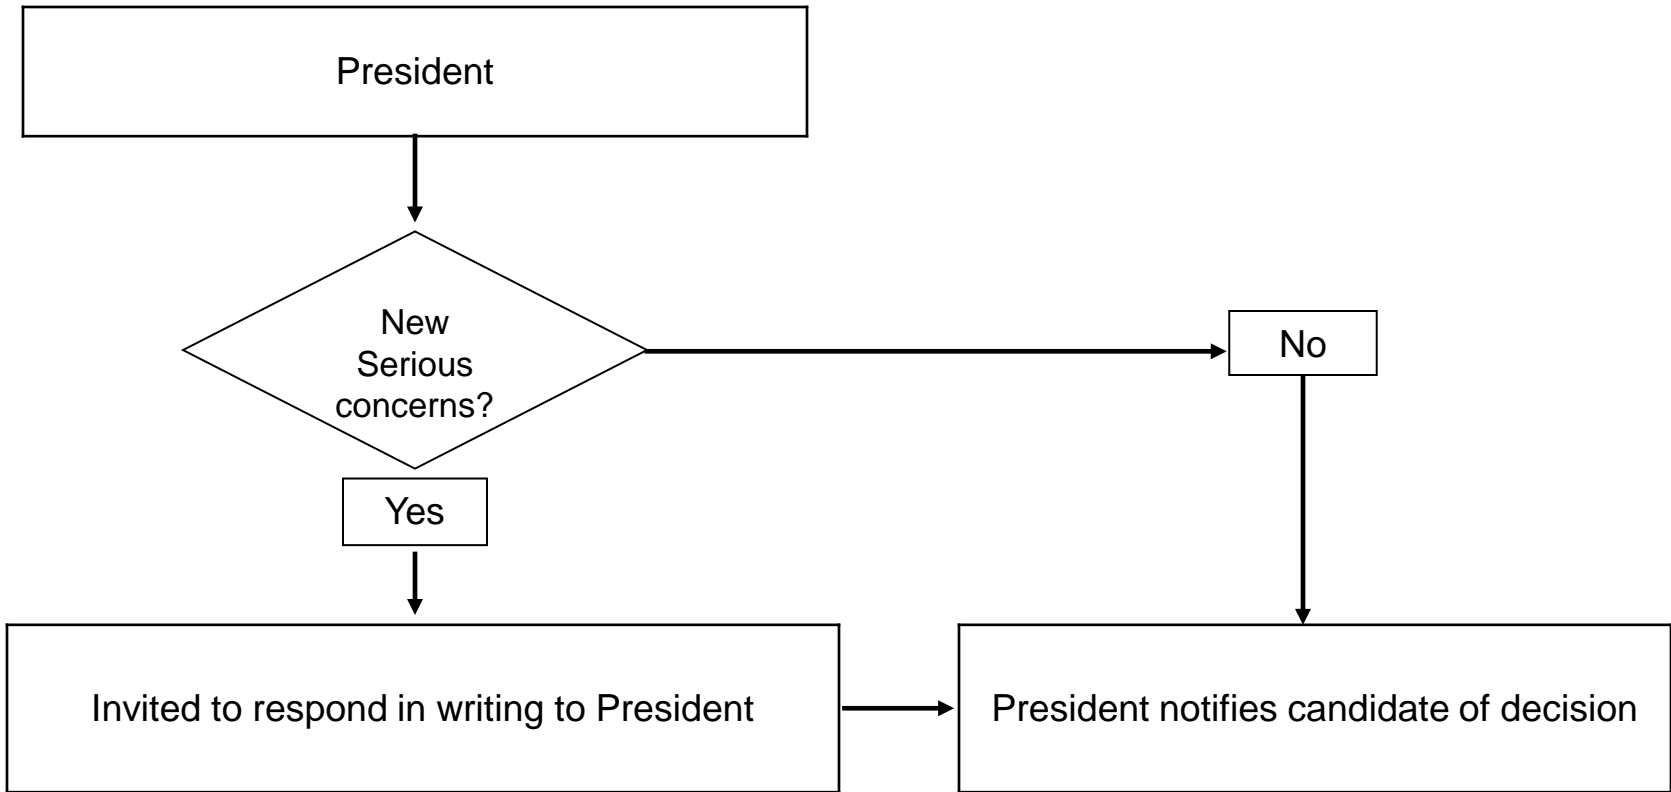 President
New
Serious
concerns?
No
Yes
Invited to respond in writing to President
President notifies candidate of decision